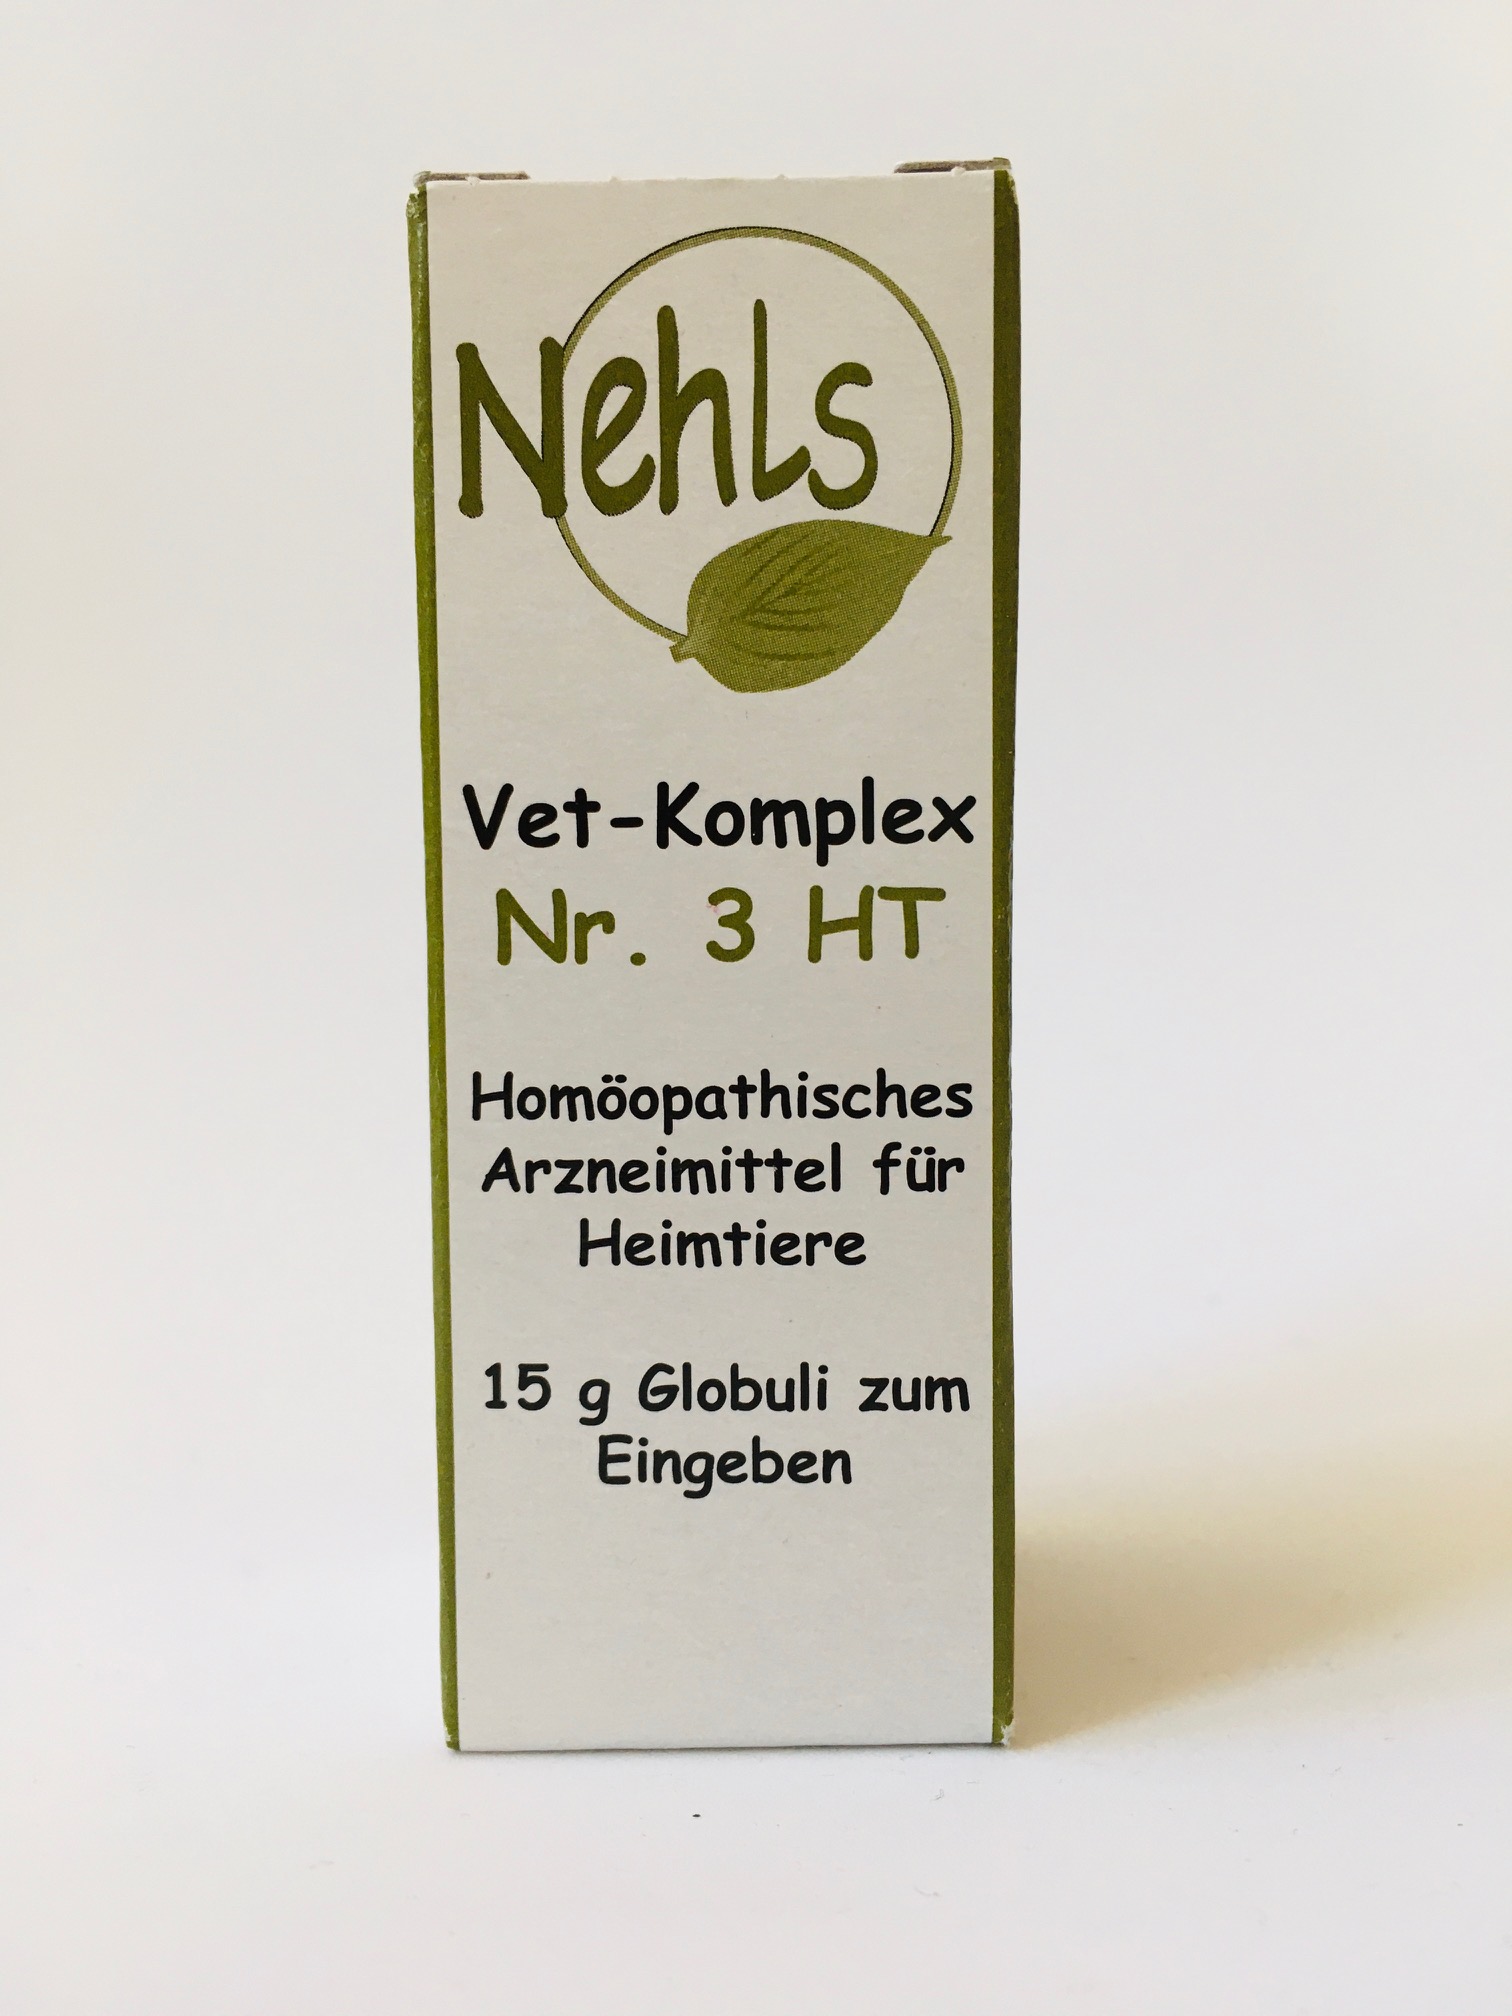 Nehls
Vet-Komplex
Nr. 3 HT
Homöopathisches
Arzneimittel für
Heimtiere
15 g Globuli zum
Eingeben